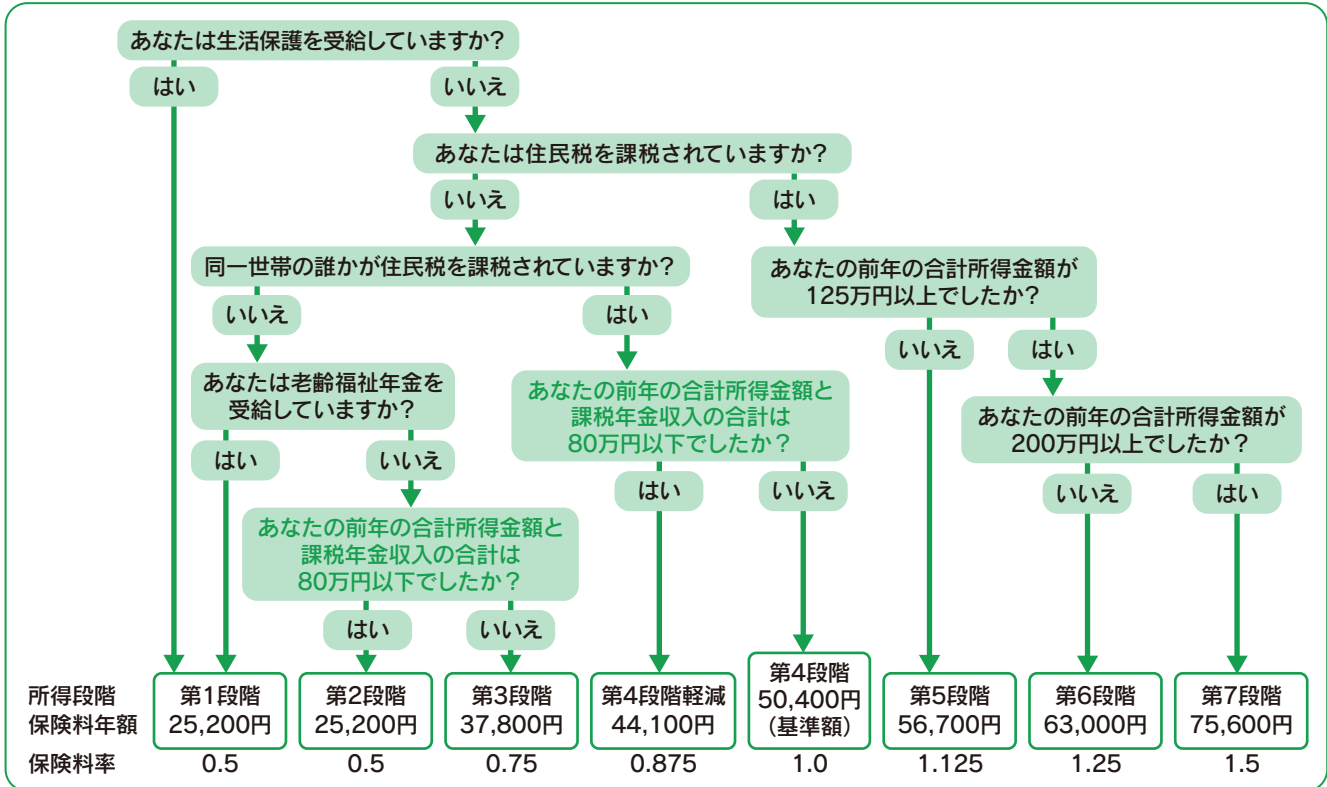 あなたは生活保護を受給していますか？
はい
いいえ
あなたは住民税を課税されていますか？
いいえ
はい
同一世帯の誰かが住民税を課税されていますか？
いいえ
はい
あなたの前年の合計所得金額が
125万円以上でしたか？
いいえ
はい
あなたは老齢福祉年金を
受給していますか？
はい
いいえ
あなたの前年の合計所得金額と
課税年金収入の合計は
80万円以下でしたか？
はい
いいえ
あなたの前年の合計所得金額が
200万円以上でしたか？
いいえ
はい
あなたの前年の合計所得金額と
課税年金収入の合計は
80万円以下でしたか？
はい
いいえ
所得段階 第1段階 第2段階 第3段階 第4段階軽減 第4段階 第5段階 第6段階 第7段階
保険料年額 25,200円 25,200円 37,800円 44,100円 50,400円 56,700円 63,000円 75,600円
（基準額）
保険料率 0.5 0.5 0.75 0.875 1.0 1.125 1.25 1.5